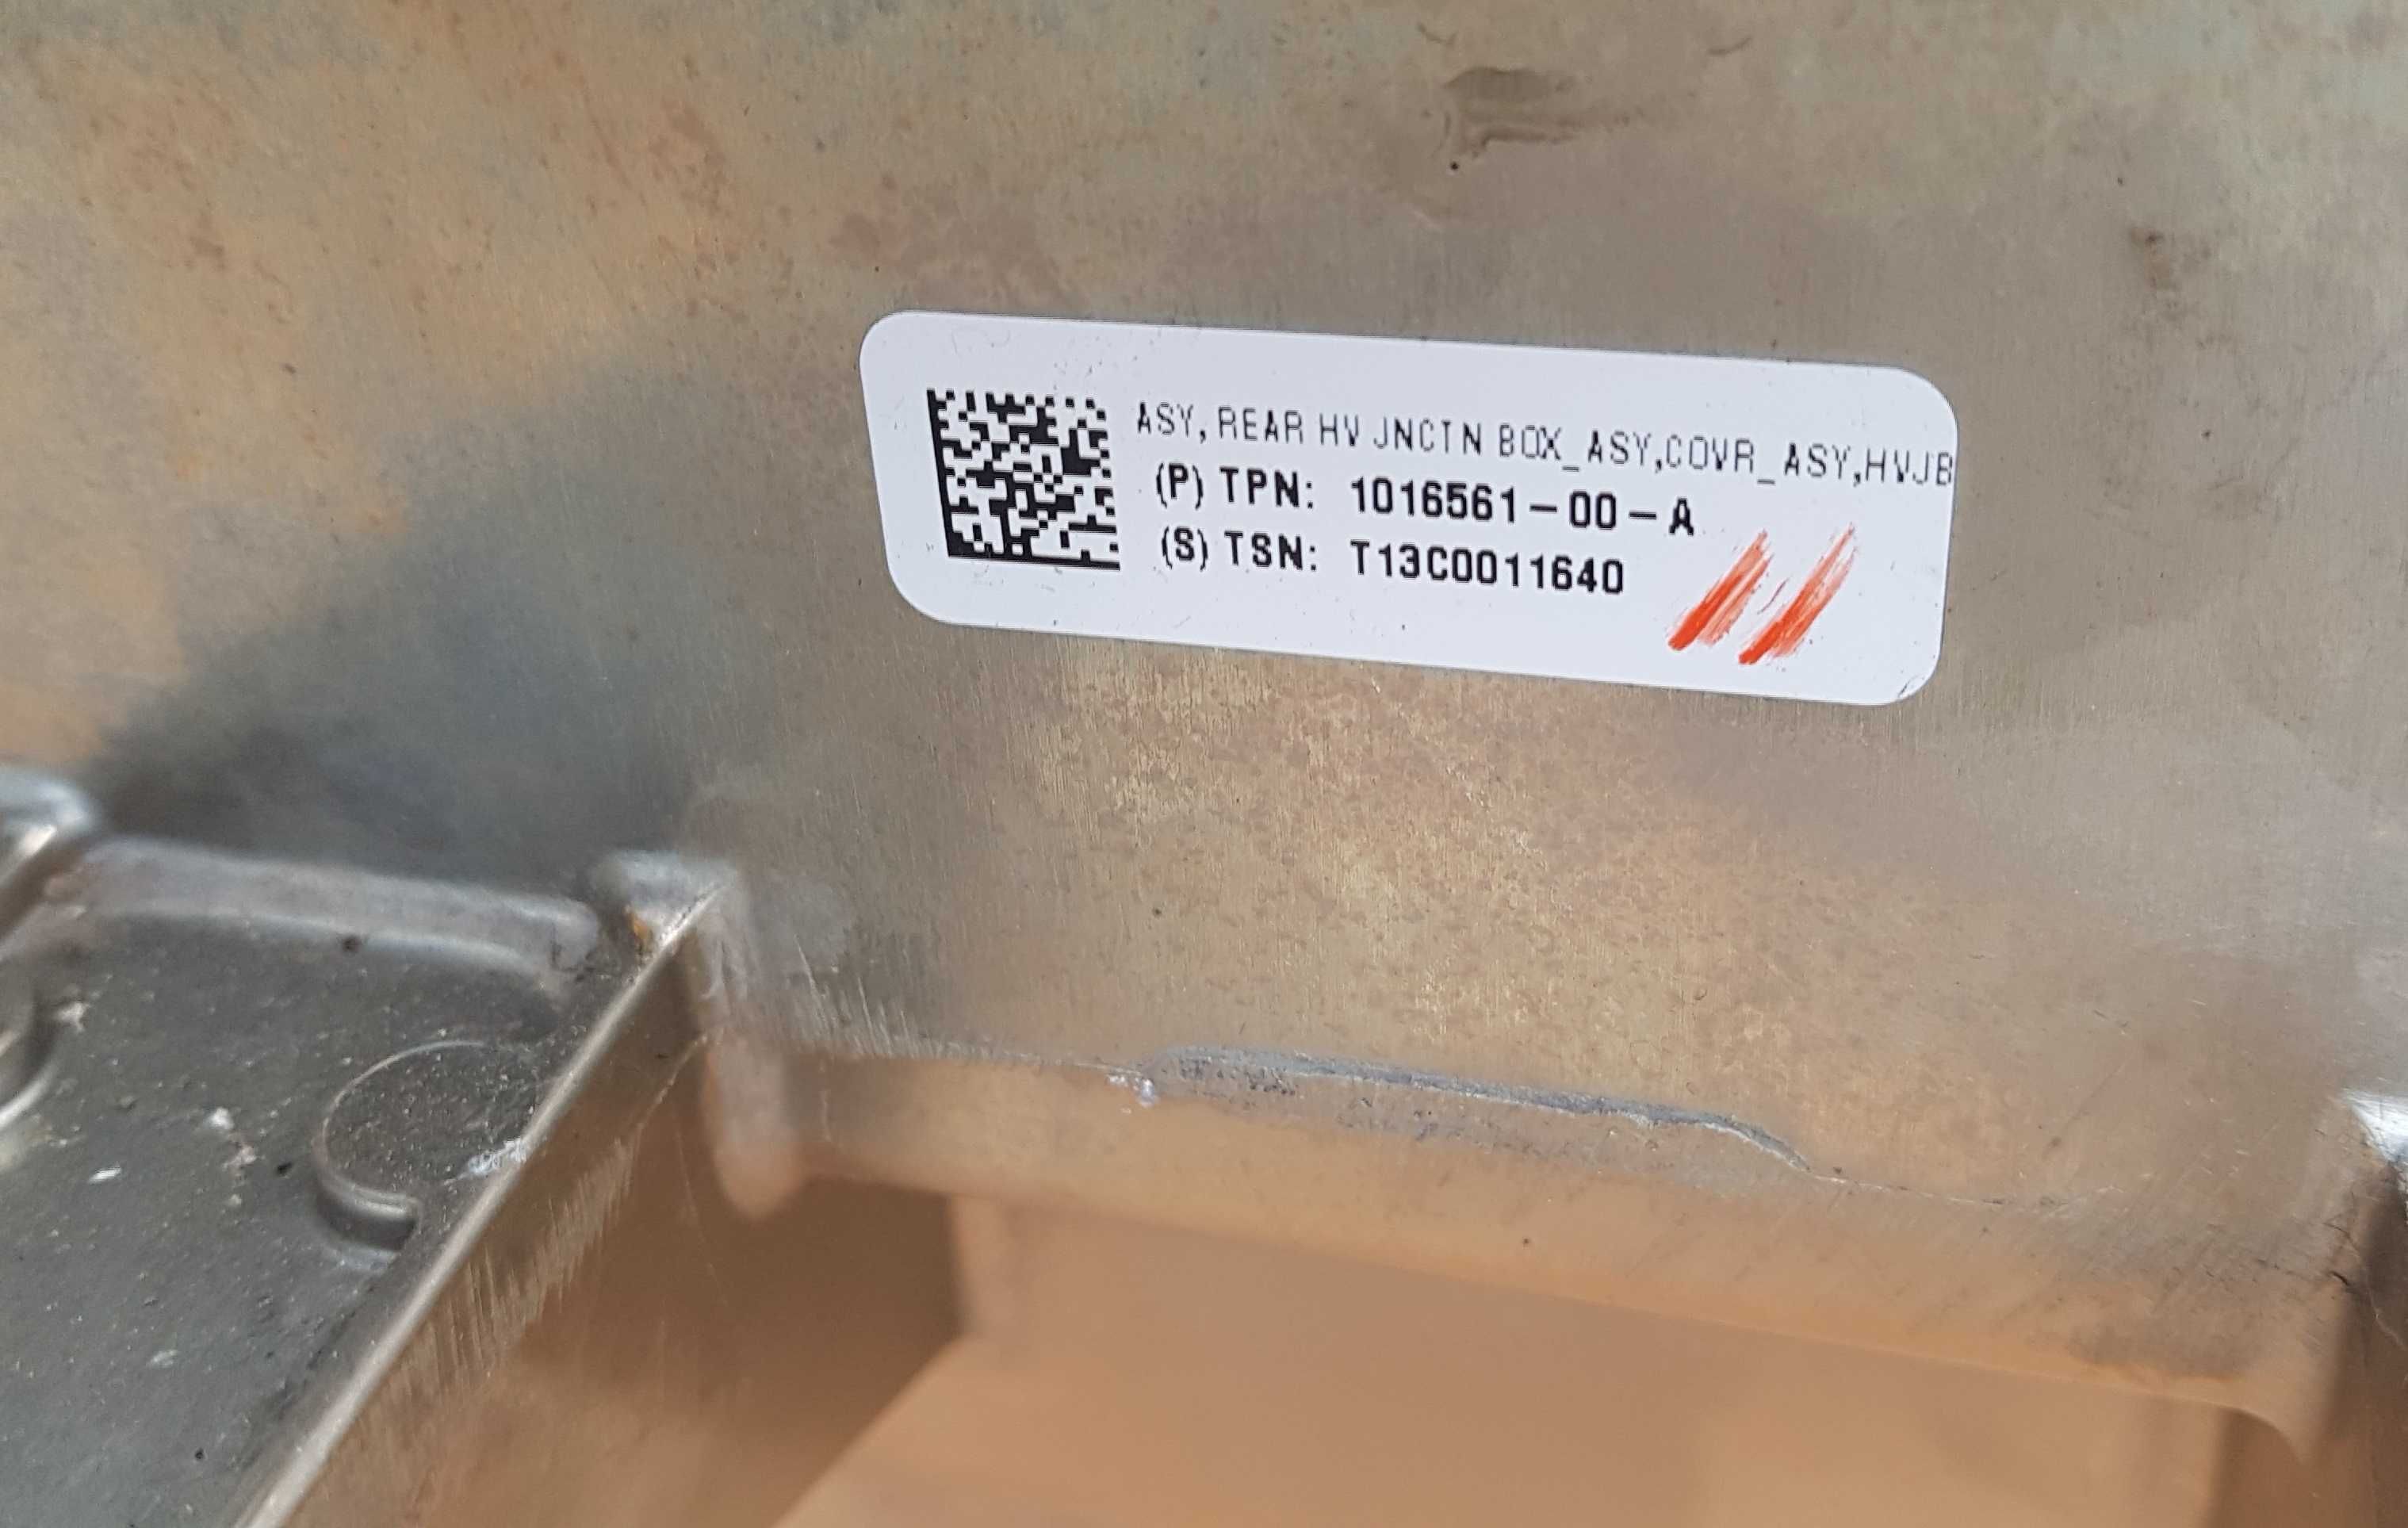 ASY, REAR HV JNCTN BOX_ASY,COVR_ASY,HVJB
(P) TPN: 1016561-00-A
(S) TSN: T13C0011640